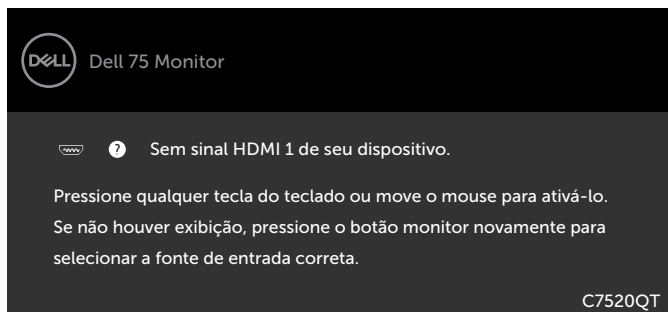 DELL
Dell 75 Monitor
? Sem sinal HDMI 1 de seu dispositivo.
Pressione qualquer tecla do teclado ou move o mouse para ativá-lo.
Se não houver exibição, pressione o botão monitor novamente para
selecionar a fonte de entrada correta.
C7520QT